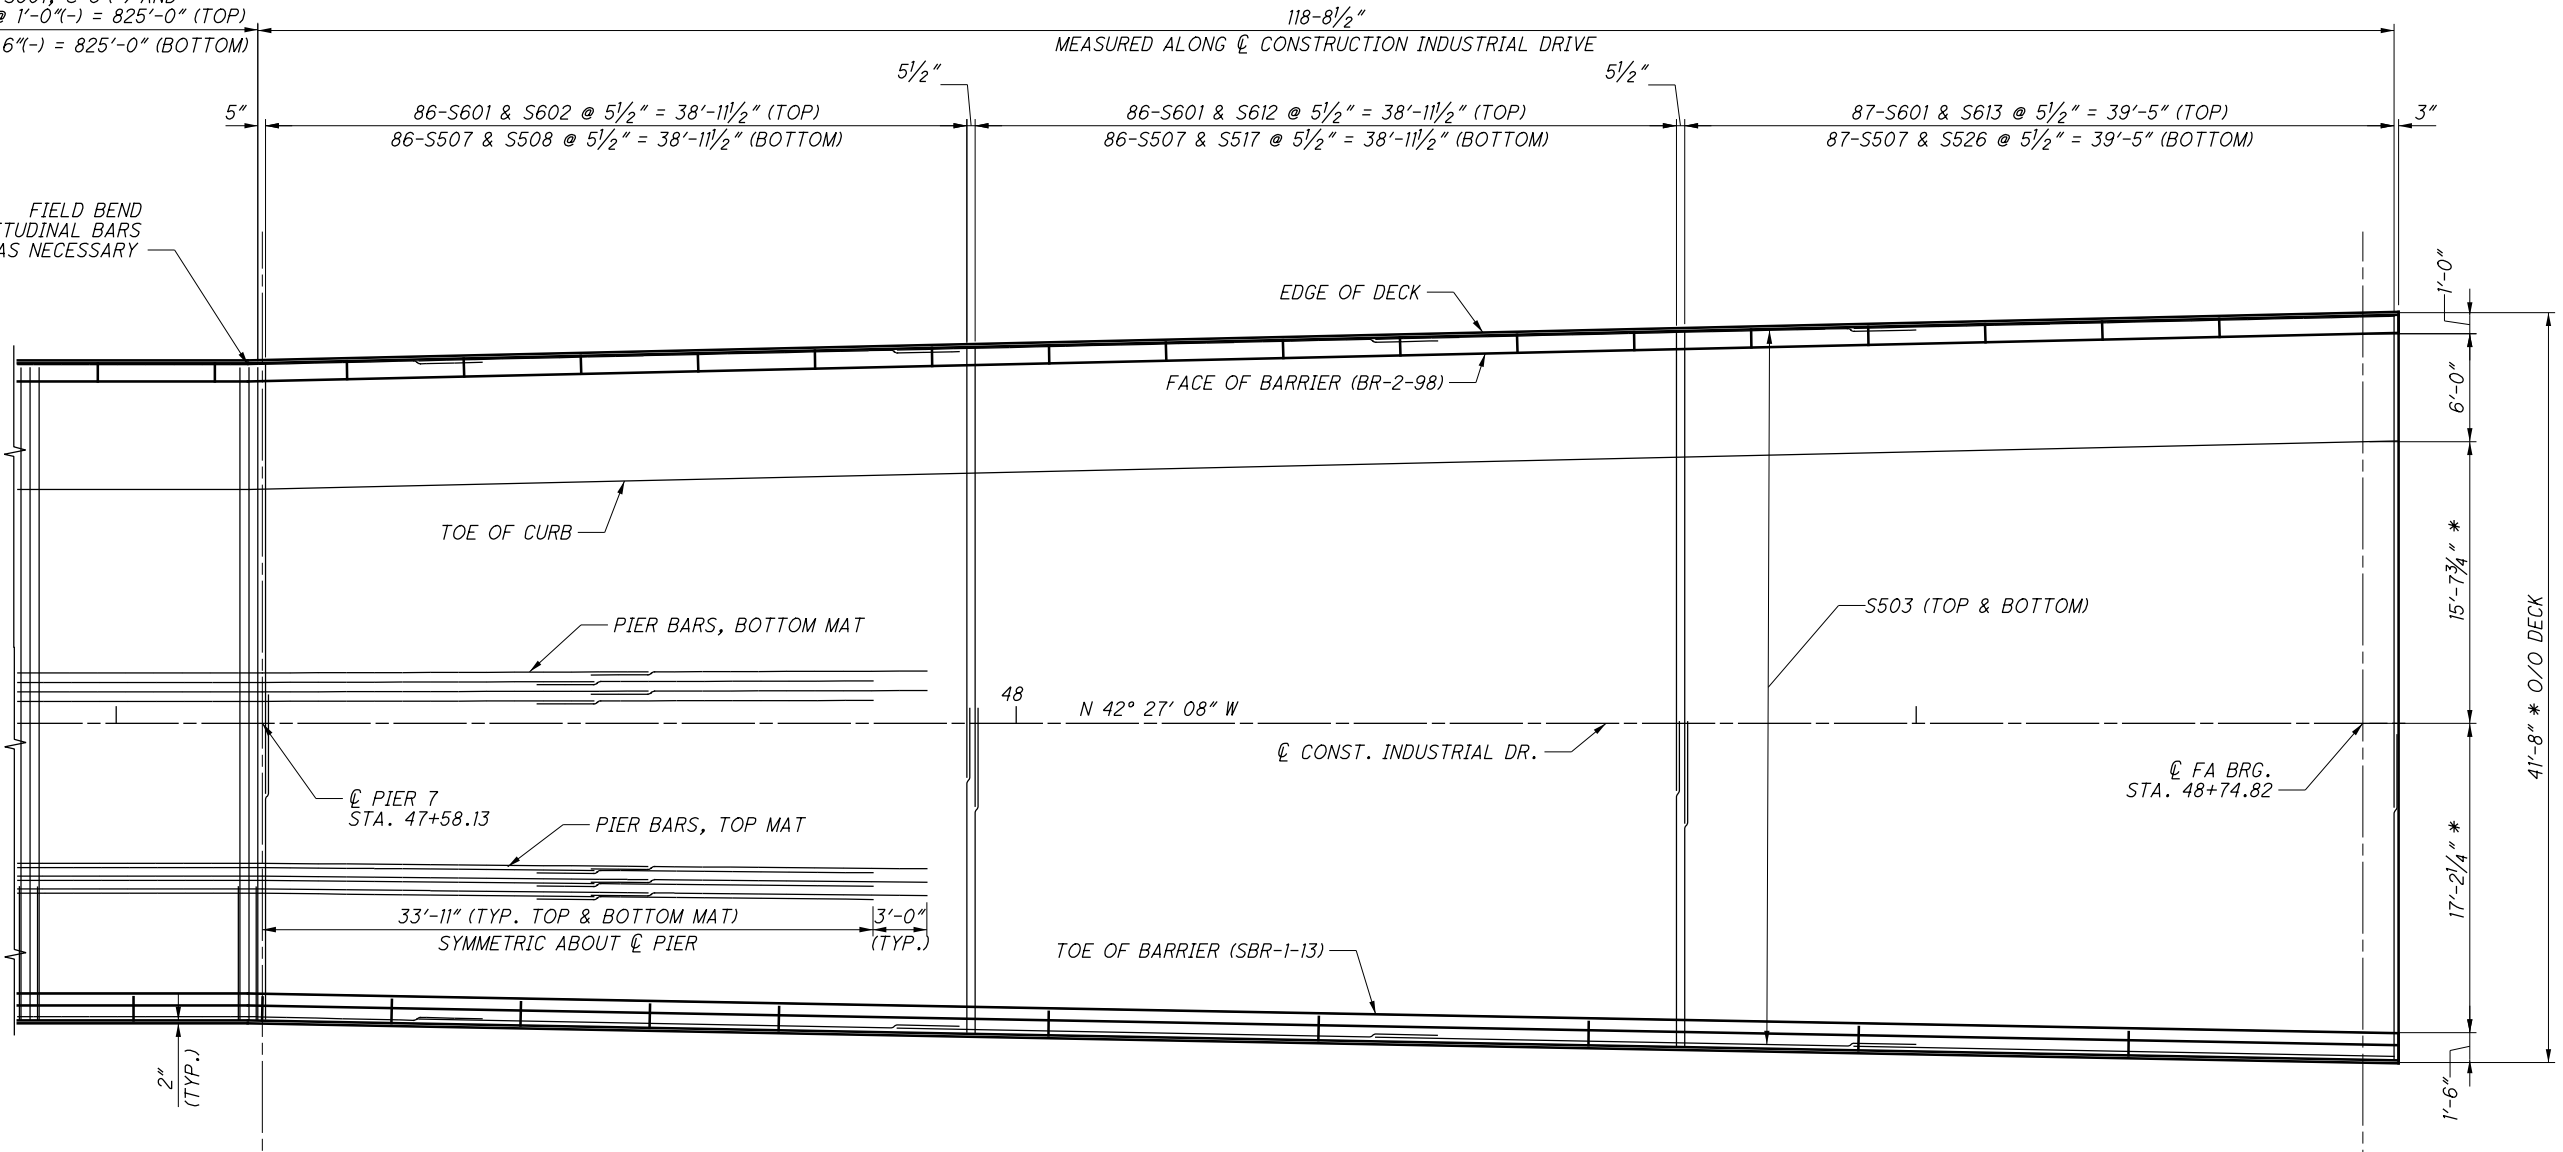 @ 1'-0"(-) = 825'-0" (TOP)
6"(-) = 825'-0" (BOTTOM)
118-8½"
MEASURED ALONG ℄ CONSTRUCTION INDUSTRIAL DRIVE
5½"
5½"
5"
86-S601 & S602 @ 5½" = 38'-11½" (TOP)
86-S507 & S508 @ 5½" = 38'-11½" (BOTTOM)
86-S601 & S612 @ 5½" = 38'-11½" (TOP)
86-S507 & S517 @ 5½" = 38'-11½" (BOTTOM)
87-S601 & S613 @ 5½" = 39'-5" (TOP)
87-S507 & S526 @ 5½" = 39'-5" (BOTTOM)
3"
FIELD BEND
ITUDINAL BARS
AS NECESSARY
EDGE OF DECK
1'-0"
FACE OF BARRIER (BR-2-98)
6'-0"
TOE OF CURB
15'-7¾" *
S503 (TOP & BOTTOM)
PIER BARS, BOTTOM MAT
41'-8" * O/O DECK
48
N 42° 27' 08" W
℄ CONST. INDUSTRIAL DR.
℄ PIER 7
STA. 47+58.13
℄ FA BRG.
STA. 48+74.82
PIER BARS, TOP MAT
17'-2¼" *
33'-11" (TYP. TOP & BOTTOM MAT)
SYMMETRIC ABOUT ℄ PIER
3'-0"
(TYP.)
TOE OF BARRIER (SBR-1-13)
2"
(TYP.)
1'-6"